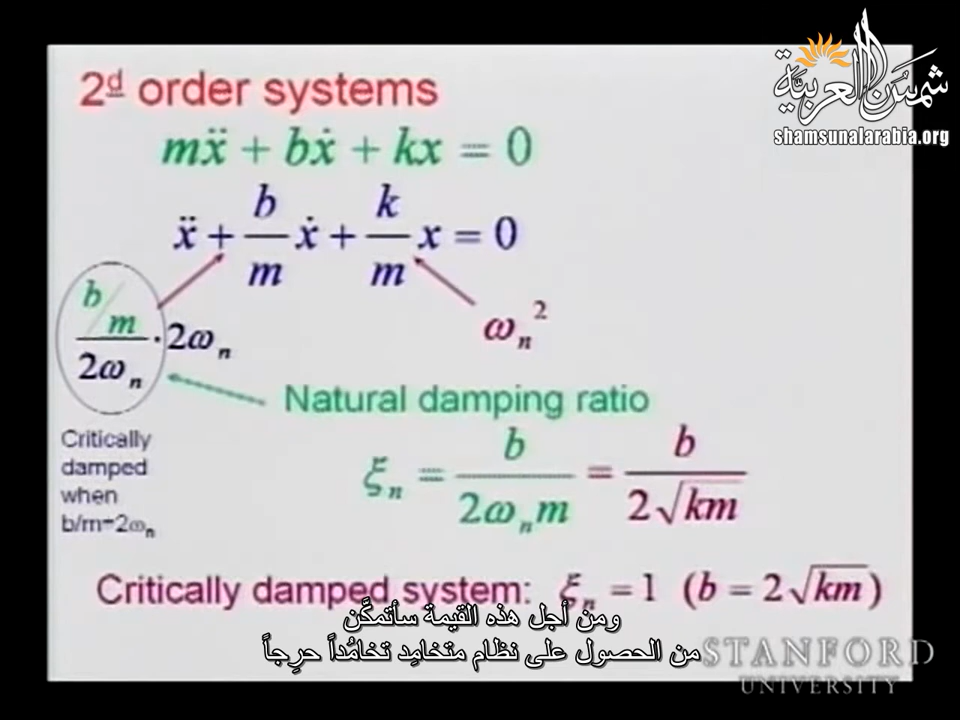 شمس العربية
shamsunalarabia.org
2d order systems
mẍ + bẋ + kx = 0
ẍ + b/m ẋ + k/m x = 0
b/m / 2ωn · 2ωn
ωn²
Natural damping ratio
Critically
damped
when
b/m=2ωn
ξn = b / 2ωnm = b / 2√km
Critically damped system: ξn = 1 (b = 2√km)
ومن أجل هذه القيمة سأتمكَّن
من الحصول على نظام متخامِد تخامُداً حرِجاً
STANFORD
UNIVERSITY